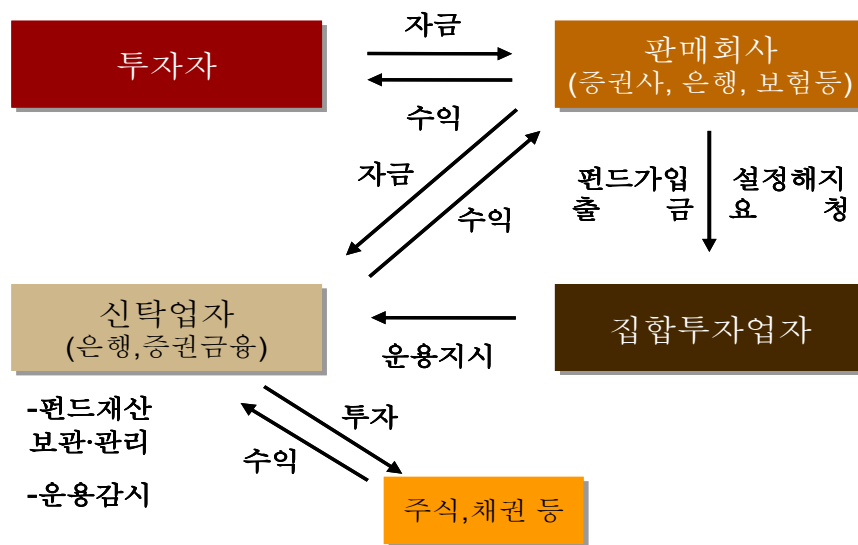 자금
투자자
판매회사
(증권사, 은행, 보험등)
수익
자금
수익
펀드가입
출 금
설정해지
요 청
신탁업자
(은행,증권금융)
집합투자업자
운용지시
-펀드재산
보관·관리
-운용감시
투자
수익
주식,채권 등